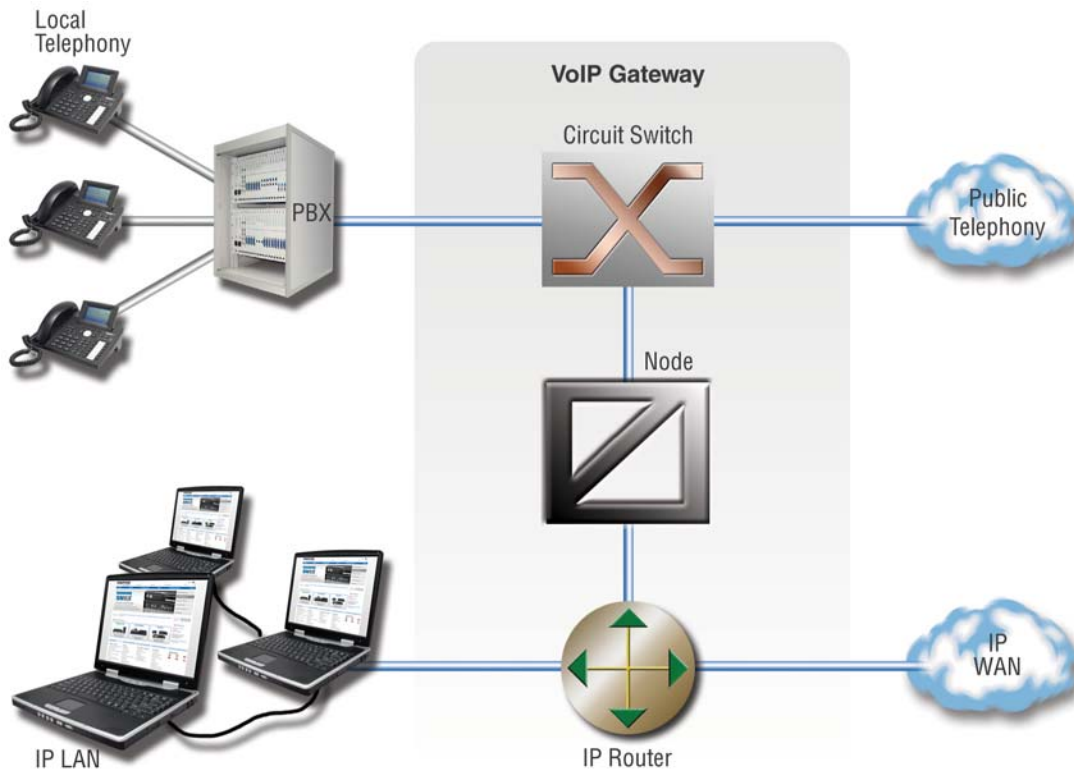 Local
Telephony
VoIP Gateway
Circuit Switch
PBX
Public
Telephony
Node
IP
WAN
IP LAN
IP Router